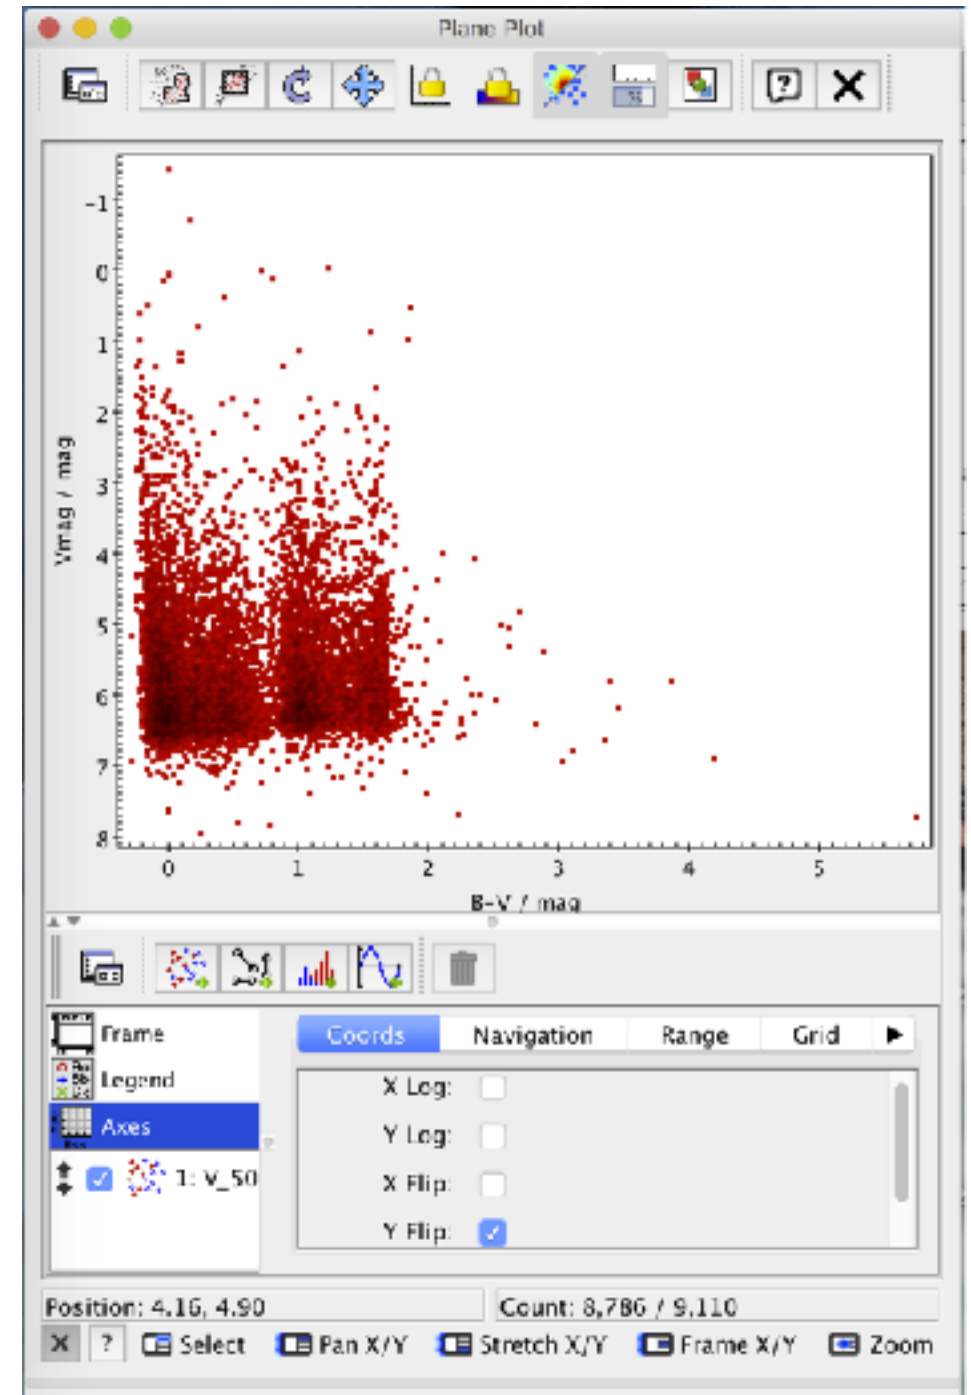 Plane Plot
-1
0
1
2
3
4
5
6
7
8
Vmag / mag
0
1
2
3
4
5
B-V / mag
Frame
Legend
Axes
1: V_50
Coords
Navigation
Range
Grid
X Log:
Y Log:
X Flip:
Y Flip:
Position: 4.16, 4.90
Count: 8,786 / 9,110
X ? Select Pan X/Y Stretch X/Y Frame X/Y Zoom